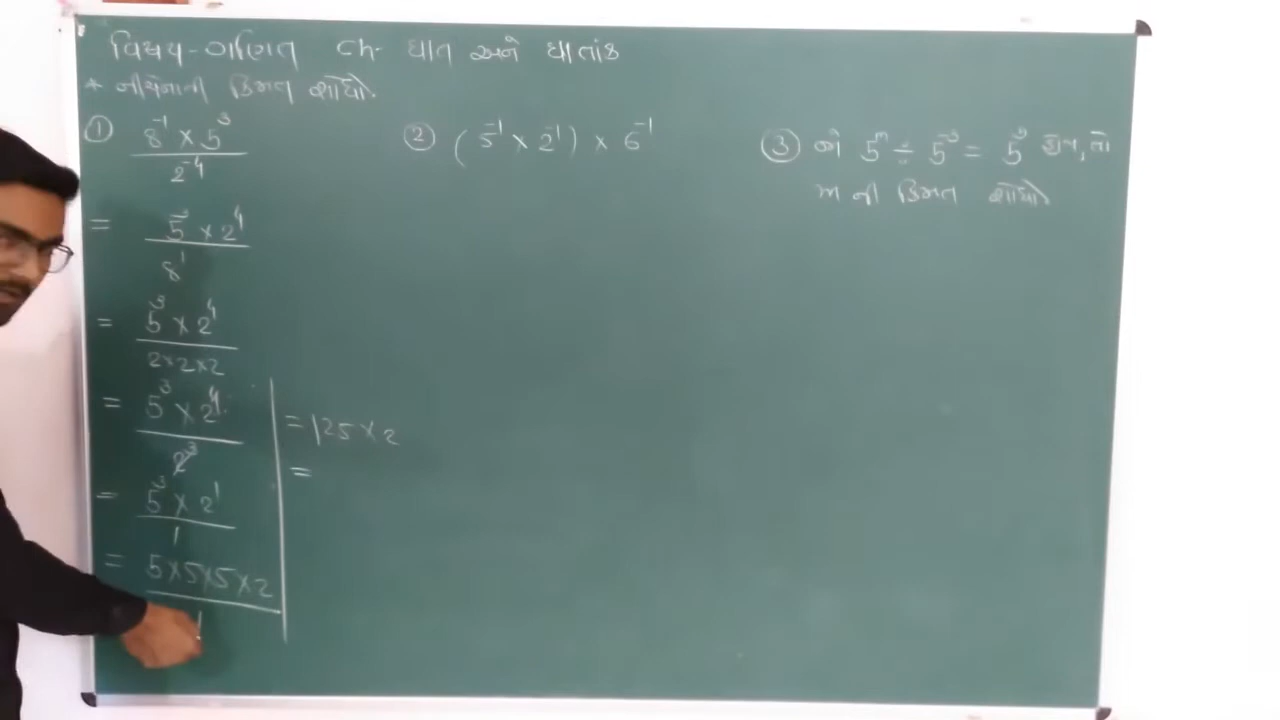 વિષય-ગણિત Ch- ઘાત અને ઘાતાંક
* નીચેનાની કિંમત શોધો.
① 8⁻¹ × 5³ / 2⁻⁴
= 5³ × 2⁴ / 8¹
= 5³ × 2⁴ / 2×2×2
= 5³ × 2⁴ / 2³
= 5³ × 2¹ / 1
= 5×5×5×2 / 1
= 125 × 2
=
② (5⁻¹ × 2⁻¹) × 6⁻¹
③ જો 5ᵐ ÷ 5⁻³ = 5⁵ હોય, તો
m ની કિંમત શોધો